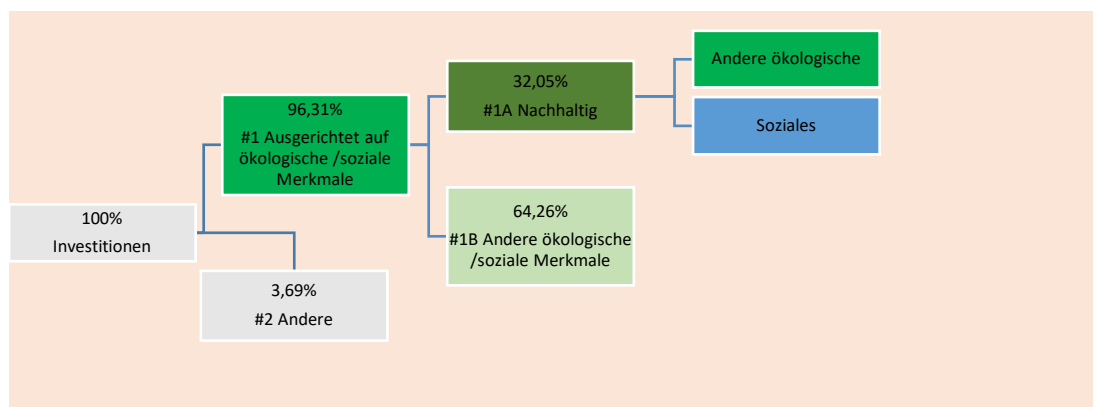 100%
Investitionen
96,31%
#1 Ausgerichtet auf
ökologische /soziale
Merkmale
3,69%
#2 Andere
32,05%
#1A Nachhaltig
64,26%
#1B Andere ökologische
/soziale Merkmale
Andere ökologische
Soziales